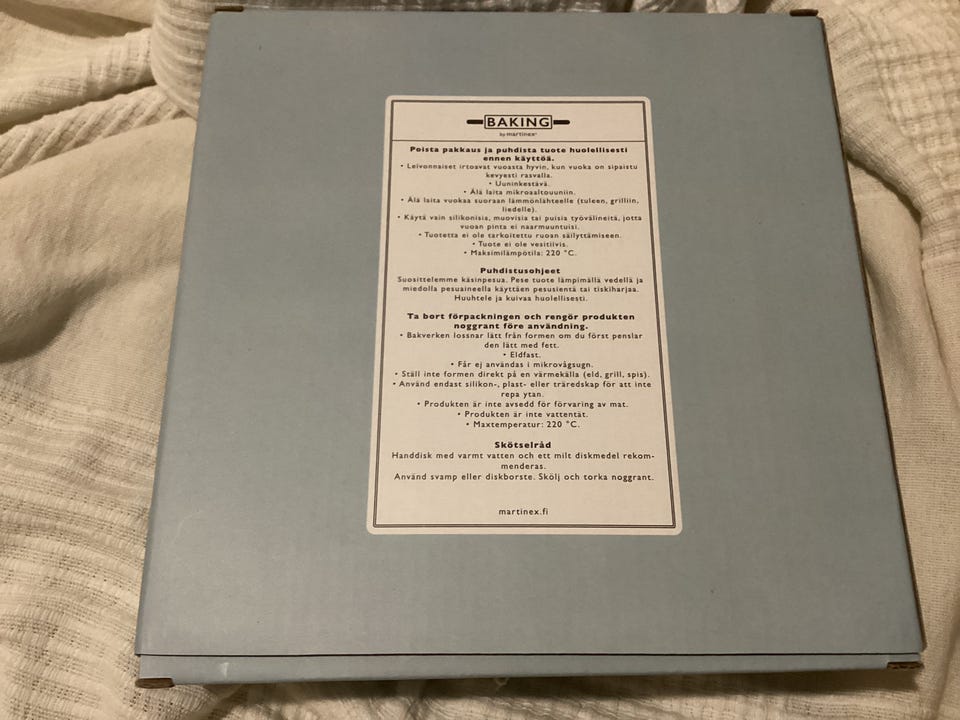 BAKING
by martinex®
Poista pakkaus ja puhdista tuote huolellisesti
ennen käyttöä.
• Leivonnaiset irtoavat vuoasta hyvin, kun vuoka on sipaistu
kevyesti rasvalla.
• Uuninkestävä.
• Älä laita mikroaaltouuniin.
• Älä laita vuokaa suoraan lämmönlähteelle (tuleen, grilliin,
liedelle).
• Käytä vain silikonisia, muovisia tai puisia työvälineitä, jotta
vuoan pinta ei naarmuuntuisi.
• Tuotetta ei ole tarkoitettu ruoan säilyttämiseen.
• Tuote ei ole vesitiivis.
• Maksimilämpötila: 220 °C.
Puhdistusohjeet
Suosittelemme käsinpesua. Pese tuote lämpimällä vedellä ja
miedolla pesuaineella käyttäen pesusientä tai tiskiharjaa.
Huuhtele ja kuivaa huolellisesti.
Ta bort förpackningen och rengör produkten
noggrant före användning.
• Bakverken lossnar lätt från formen om du först penslar
den lätt med fett.
• Eldfast.
• Får ej användas i mikrovågsugn.
• Ställ inte formen direkt på en värmekälla (eld, grill, spis).
• Använd endast silikon-, plast- eller träredskap för att inte
repa ytan.
• Produkten är inte avsedd för förvaring av mat.
• Produkten är inte vattentät.
• Maxtemperatur: 220 °C.
Skötselråd
Handdisk med varmt vatten och ett milt diskmedel rekom-
menderas.
Använd svamp eller diskborste. Skölj och torka noggrant.
martinex.fi